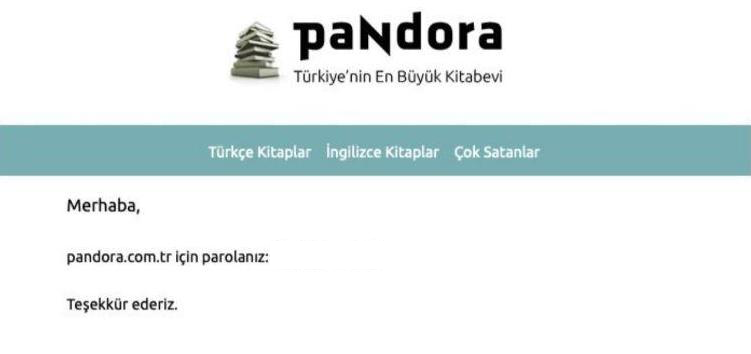 paNdora
Türkiye'nin En Büyük Kitabevi
Türkçe Kitaplar İngilizce Kitaplar Çok Satanlar
Merhaba,
pandora.com.tr için parolanız:
Teşekkür ederiz.